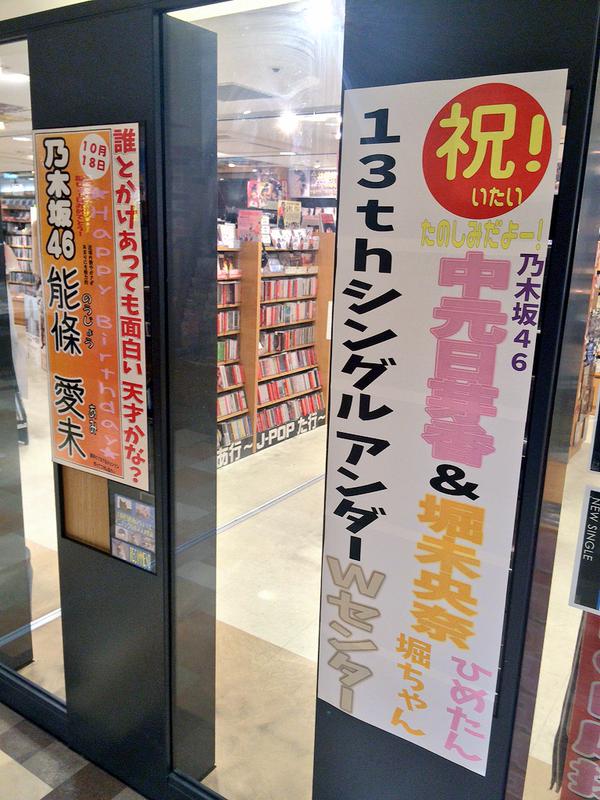 誰とかけあっても面白い 天才かな?
10月
18日
★Happy Birthday★
乃木坂46
能條 愛未
のうじょう
あみ
祝!
いたい
たのしみだよー!
乃木坂46
中元日芽香
&
堀未央奈
ひめたん
堀ちゃん
13thシングルアンダー
Wセンター
あ行～J-POP た行～
NEW SINGLE